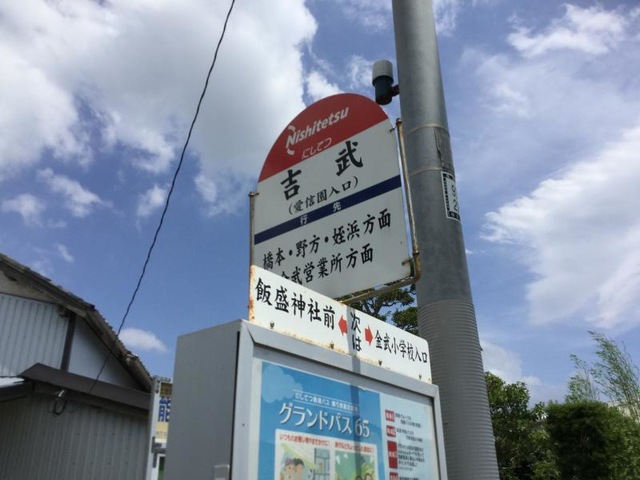 Nishitetsu
にしてつ
吉武
(愛信園入口)
行先
橋本・野方・姪浜方面
金武営業所方面
飯盛神社前
次は
金武小学校入口
グランドパス65